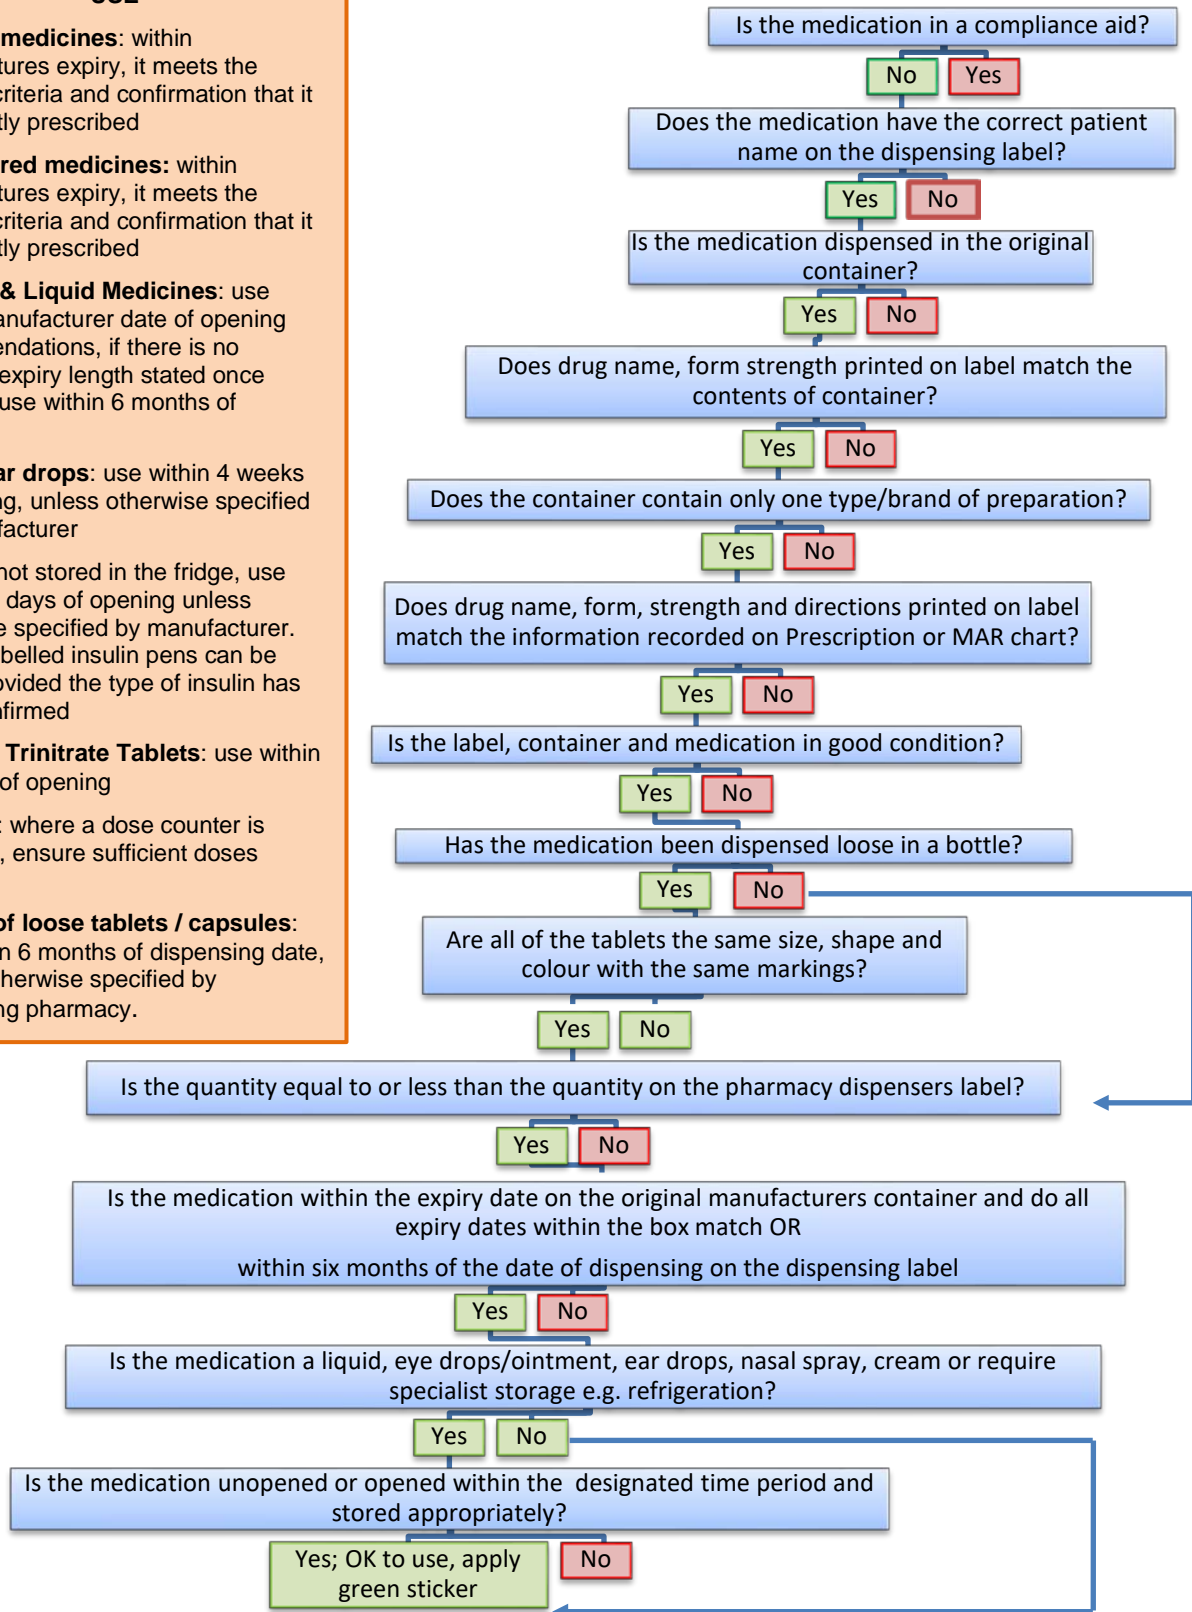 medicines: within
tures expiry, it meets the
criteria and confirmation that it
tly prescribed
red medicines: within
tures expiry, it meets the
criteria and confirmation that it
tly prescribed
& Liquid Medicines: use
anufacturer date of opening
endations, if there is no
expiry length stated once
use within 6 months of
ar drops: use within 4 weeks
ng, unless otherwise specified
facturer
not stored in the fridge, use
days of opening unless
e specified by manufacturer.
belled insulin pens can be
ovided the type of insulin has
nfirmed
Trinitrate Tablets: use within
of opening
: where a dose counter is
, ensure sufficient doses
of loose tablets / capsules:
n 6 months of dispensing date,
herwise specified by
ng pharmacy.
Is the medication in a compliance aid?
No Yes
Does the medication have the correct patient
name on the dispensing label?
Yes No
Is the medication dispensed in the original
container?
Yes No
Does drug name, form strength printed on label match the
contents of container?
Yes No
Does the container contain only one type/brand of preparation?
Yes No
Does drug name, form, strength and directions printed on label
match the information recorded on Prescription or MAR chart?
Yes No
Is the label, container and medication in good condition?
Yes No
Has the medication been dispensed loose in a bottle?
Yes No
Are all of the tablets the same size, shape and
colour with the same markings?
Yes No
Is the quantity equal to or less than the quantity on the pharmacy dispensers label?
Yes No
Is the medication within the expiry date on the original manufacturers container and do all
expiry dates within the box match OR
within six months of the date of dispensing on the dispensing label
Yes No
Is the medication a liquid, eye drops/ointment, ear drops, nasal spray, cream or require
specialist storage e.g. refrigeration?
Yes No
Is the medication unopened or opened within the designated time period and
stored appropriately?
Yes; OK to use, apply
green sticker
No